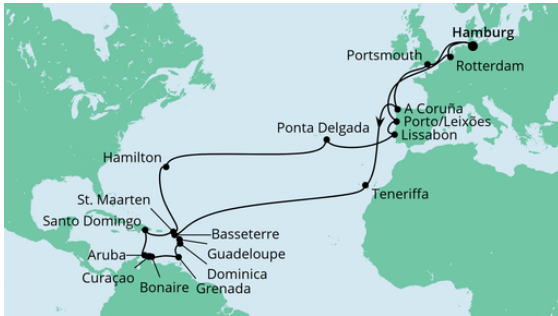 Hamburg
Portsmouth
Rotterdam
A Coruña
Porto/Leixões
Lissabon
Ponta Delgada
Hamilton
Teneriffa
St. Maarten
Santo Domingo
Basseterre
Guadeloupe
Aruba
Dominica
Curaçao
Bonaire
Grenada